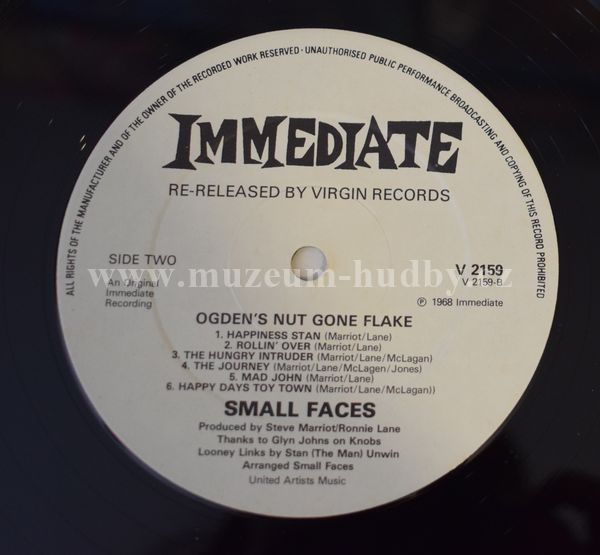 ALL RIGHTS OF THE MANUFACTURER AND OF THE OWNER OF THE RECORDED WORK RESERVED - UNAUTHORISED PUBLIC PERFORMANCE BROADCASTING AND COPYING OF THIS RECORD PROHIBITED
IMMEDIATE
RE-RELEASED BY VIRGIN RECORDS
SIDE TWO
An Original
Immediate
Recording
V 2159
V 2159-B
℗ 1968 Immediate
www.muzeum-hudby.cz
OGDEN'S NUT GONE FLAKE
1. HAPPINESS STAN (Marriot/Lane)
2. ROLLIN' OVER (Marriot/Lane)
3. THE HUNGRY INTRUDER (Marriot/Lane/McLagan)
4. THE JOURNEY (Marriot/Lane/McLagen/Jones)
5. MAD JOHN (Marriot/Lane)
6. HAPPY DAYS TOY TOWN (Marriot/Lane/McLagan))
SMALL FACES
Produced by Steve Marriot/Ronnie Lane
Thanks to Glyn Johns on Knobs
Looney Links by Stan (The Man) Unwin
Arranged Small Faces
United Artists Music